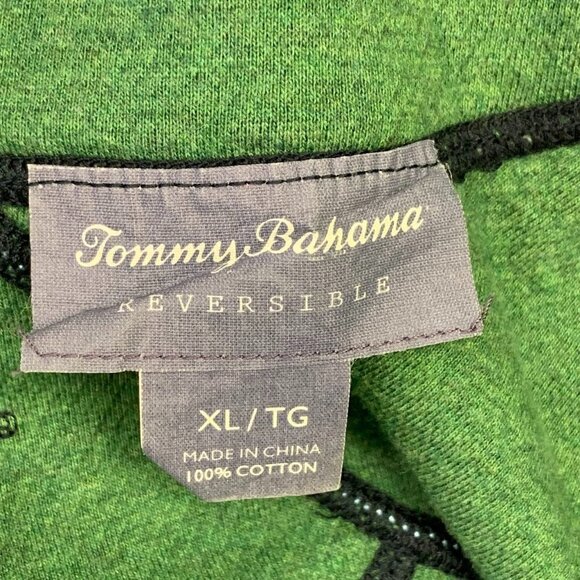 Tommy Bahama
REVERSIBLE
XL / TG
MADE IN CHINA
100% COTTON